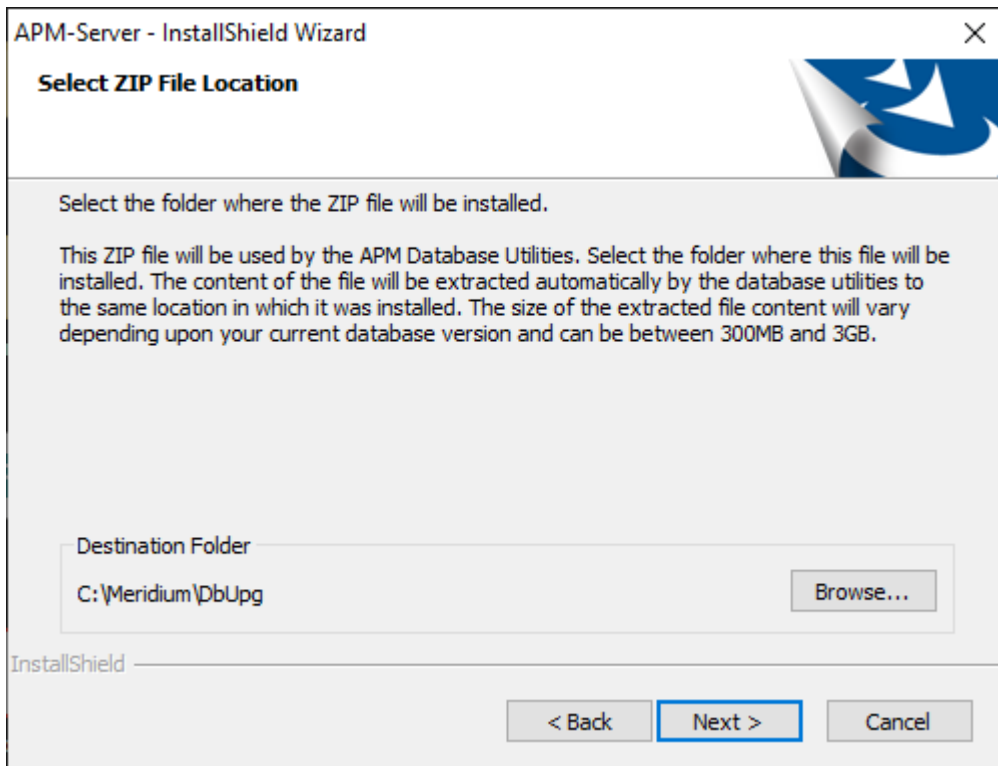 APM-Server - InstallShield Wizard
Select ZIP File Location
Select the folder where the ZIP file will be installed.
This ZIP file will be used by the APM Database Utilities. Select the folder where this file will be
installed. The content of the file will be extracted automatically by the database utilities to
the same location in which it was installed. The size of the extracted file content will vary
depending upon your current database version and can be between 300MB and 3GB.
Destination Folder
C:\Meridium\DbUpg
Browse...
InstallShield
< Back Next > Cancel